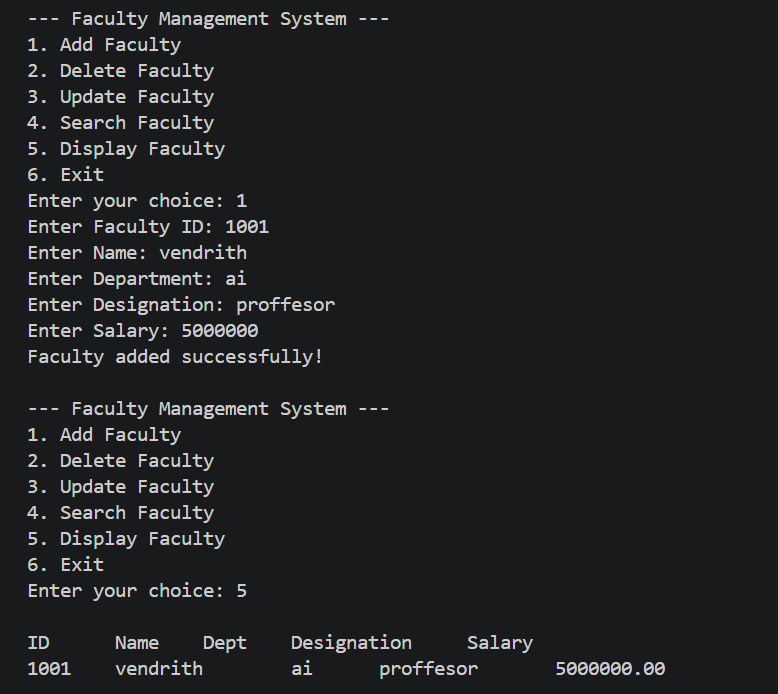 --- Faculty Management System ---
1. Add Faculty
2. Delete Faculty
3. Update Faculty
4. Search Faculty
5. Display Faculty
6. Exit
Enter your choice: 1
Enter Faculty ID: 1001
Enter Name: vendrith
Enter Department: ai
Enter Designation: proffesor
Enter Salary: 5000000
Faculty added successfully!

--- Faculty Management System ---
1. Add Faculty
2. Delete Faculty
3. Update Faculty
4. Search Faculty
5. Display Faculty
6. Exit
Enter your choice: 5

ID      Name    Dept    Designation     Salary
1001    vendrith        ai      proffesor       5000000.00